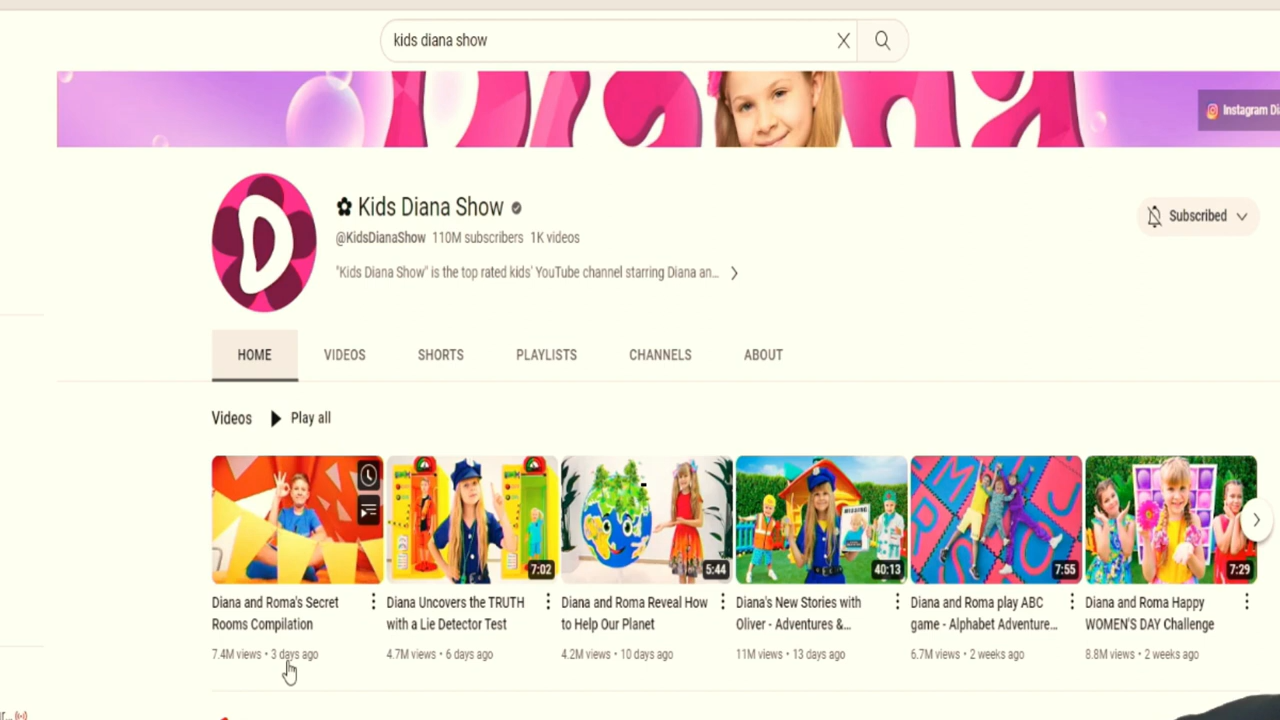 kids diana show
Diana
Instagram Di
✿ Kids Diana Show
@KidsDianaShow 110M subscribers 1K videos
"Kids Diana Show" is the top rated kids' YouTube channel starring Diana an...
Subscribed
HOME VIDEOS SHORTS PLAYLISTS CHANNELS ABOUT
Videos Play all
7:02
5:44
MISSING
40:13
7:55
7:29
Diana and Roma's Secret
Rooms Compilation
7.4M views • 3 days ago
Diana Uncovers the TRUTH
with a Lie Detector Test
4.7M views • 6 days ago
Diana and Roma Reveal How
to Help Our Planet
4.2M views • 10 days ago
Diana's New Stories with
Oliver - Adventures &...
11M views • 13 days ago
Diana and Roma play ABC
game - Alphabet Adventure...
6.7M views • 2 weeks ago
Diana and Roma Happy
WOMEN'S DAY Challenge
8.8M views • 2 weeks ago